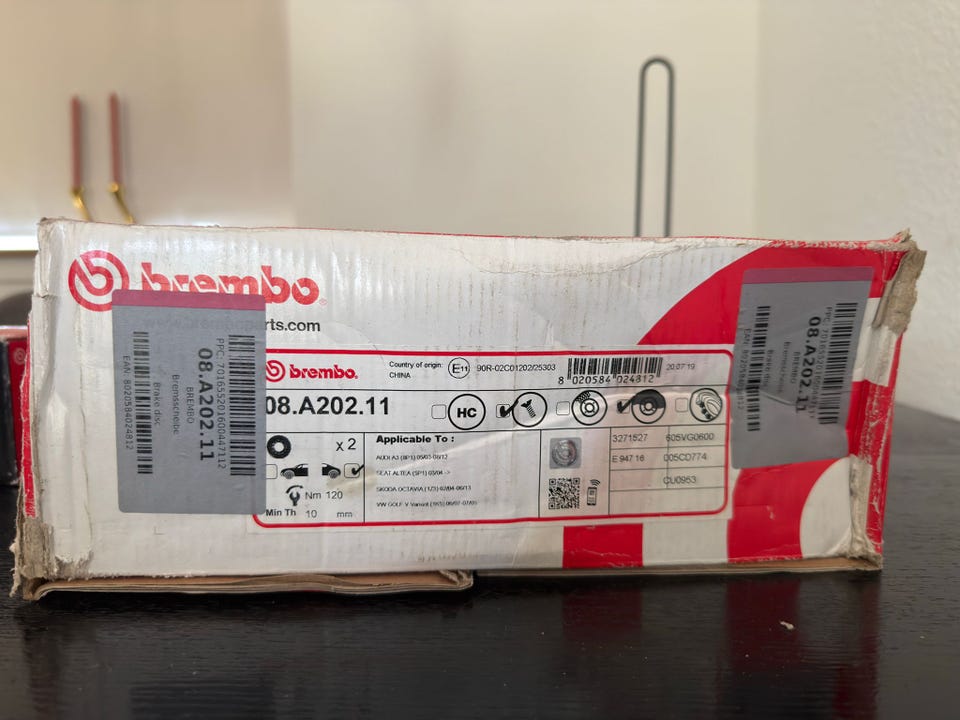 brembo
www.bremboparts.com
brembo.
Country of origin:
CHINA
E11
90R-02C01202/25303
8 020584 024812
20:07:19
08.A202.11
HC
x 2
Nm 120
Min Th 10 mm
Applicable To :
AUDI A3 (8P1) 05/03-08/12
SEAT ALTEA (5P1) 03/04 ->
SKODA OCTAVIA (1Z3) 02/04-06/13
VW GOLF V Variant (1K5) 06/07-07/09
3271527
605VG0600
E 947 16
005CD774
CU0953
PPC: 701655201600447112
08.A202.11
BREMBO
Bremsscheibe
Brake disc
EAN: 8020584024812
08.A202.11
BREMBO
Bremsscheibe
Brake disc